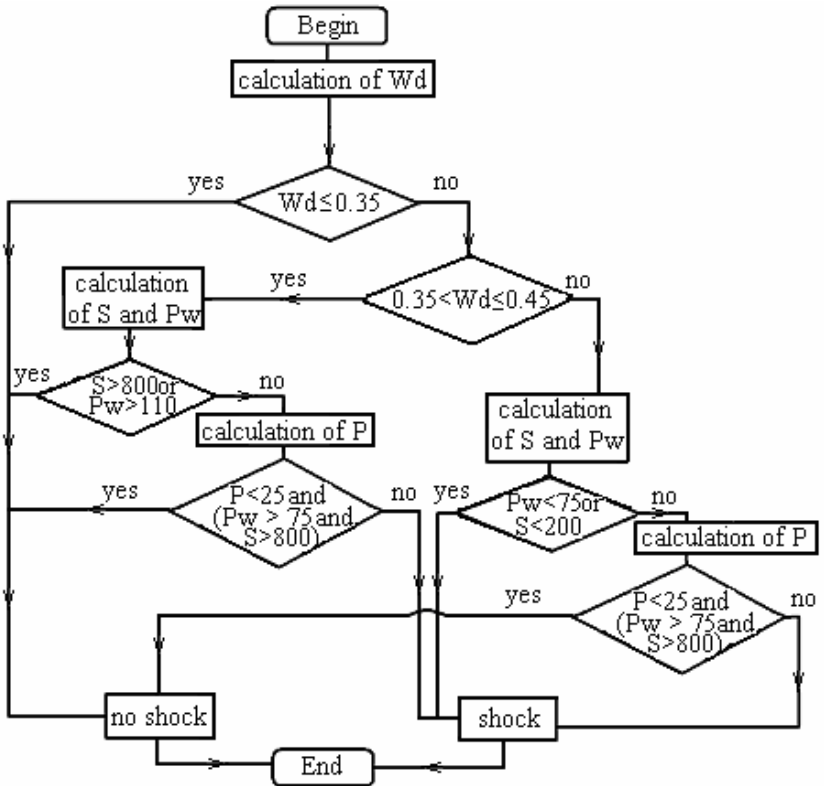 Begin
calculation of Wd
yes
no
Wd≤0.35
yes
no
calculation
of S and Pw
0.35<Wd≤0.45
yes
S>800or
Pw>110
no
calculation
of S and Pw
calculation of P
yes
P<25and
(Pw > 75and
S>800)
no
yes
Pw<75or
S<200
no
calculation of P
yes
P<25and
(Pw > 75and
S>800)
no
no shock
shock
End